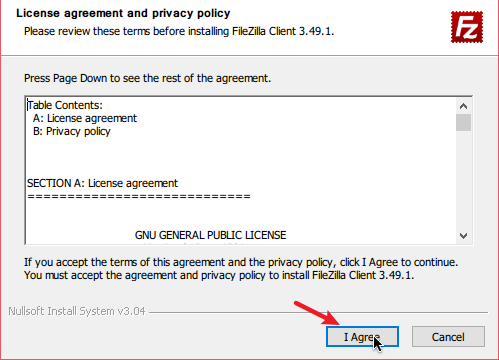 License agreement and privacy policy
Please review these terms before installing FileZilla Client 3.49.1.
FZ
Press Page Down to see the rest of the agreement.
Table Contents:
A: License agreement
B: Privacy policy
SECTION A: License agreement
============================
GNU GENERAL PUBLIC LICENSE
If you accept the terms of this agreement and the privacy policy, click I Agree to continue.
You must accept the agreement and privacy policy to install FileZilla Client 3.49.1.
Nullsoft Install System v3.04
I Agree
Cancel